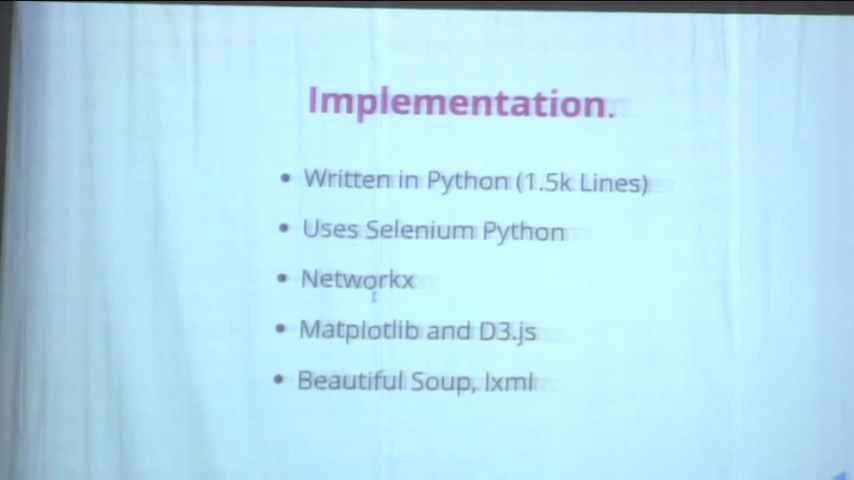 Implementation.
• Written in Python (1.5k Lines)
• Uses Selenium Python
• Networkx
• Matplotlib and D3.js
• Beautiful Soup, lxml